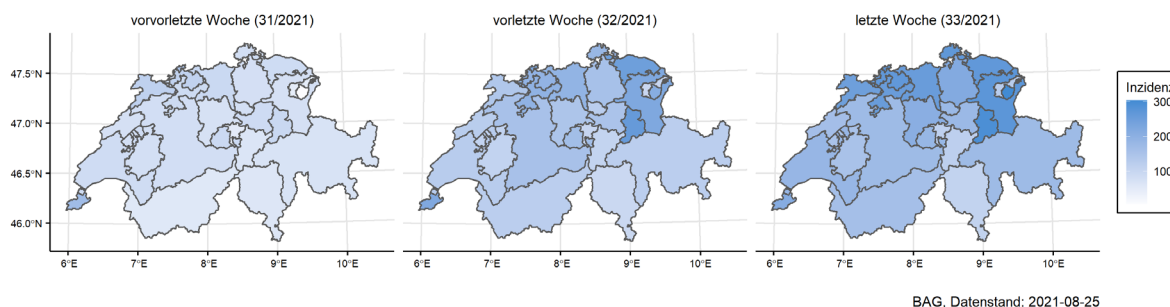 vorvorletzte Woche (31/2021)
vorletzte Woche (32/2021)
letzte Woche (33/2021)
47.5°N
47.0°N
46.5°N
46.0°N
6°E 7°E 8°E 9°E 10°E
6°E 7°E 8°E 9°E 10°E
6°E 7°E 8°E 9°E 10°E
Inzidenz
300
200
100
BAG, Datenstand: 2021-08-25